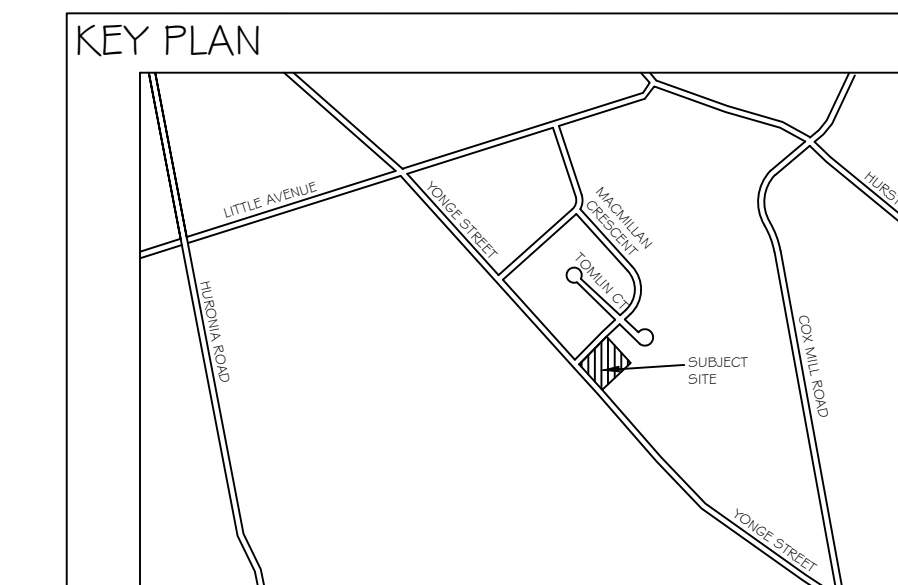 KEY PLAN
LITTLE AVENUE
YONGE STREET
MACMILLAN
CRESCENT
TOMLIN CT
HURONIA ROAD
COX MILL ROAD
SUBJECT
SITE
YONGE STREET